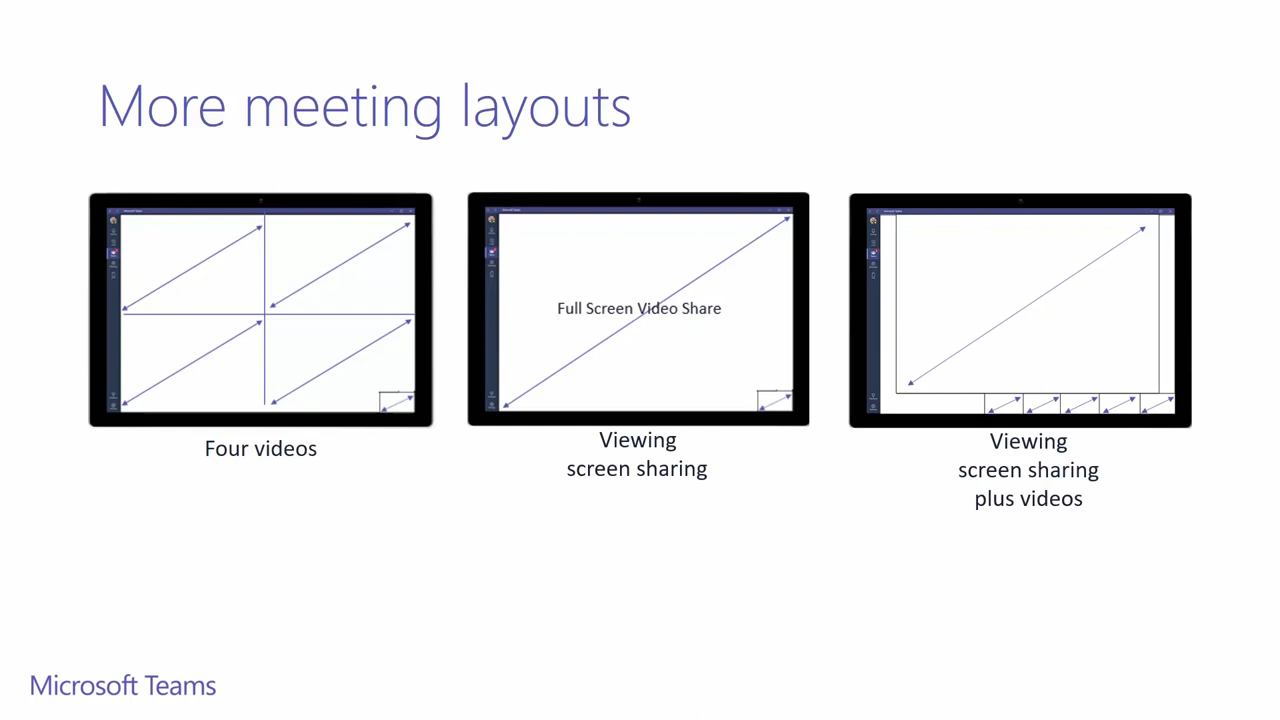 More meeting layouts
Full Screen Video Share
Four videos
Viewing
screen sharing
Viewing
screen sharing
plus videos
Microsoft Teams